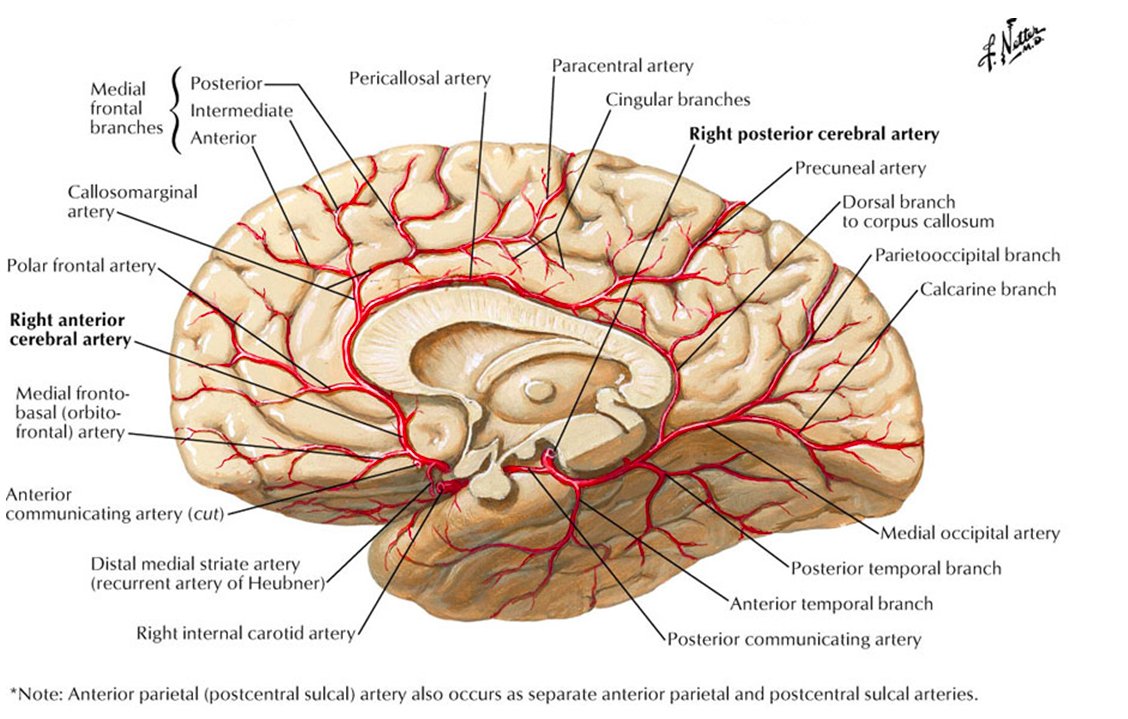 F. Netter
M.D.
Medial
frontal
branches
Posterior
Intermediate
Anterior
Pericallosal artery
Paracentral artery
Cingular branches
Right posterior cerebral artery
Precuneal artery
Callosomarginal
artery
Dorsal branch
to corpus callosum
Polar frontal artery
Parietooccipital branch
Calcarine branch
Right anterior
cerebral artery
Medial fronto-
basal (orbito-
frontal) artery
Anterior
communicating artery (cut)
Medial occipital artery
Distal medial striate artery
(recurrent artery of Heubner)
Posterior temporal branch
Anterior temporal branch
Right internal carotid artery
Posterior communicating artery
*Note: Anterior parietal (postcentral sulcal) artery also occurs as separate anterior parietal and postcentral sulcal arteries.